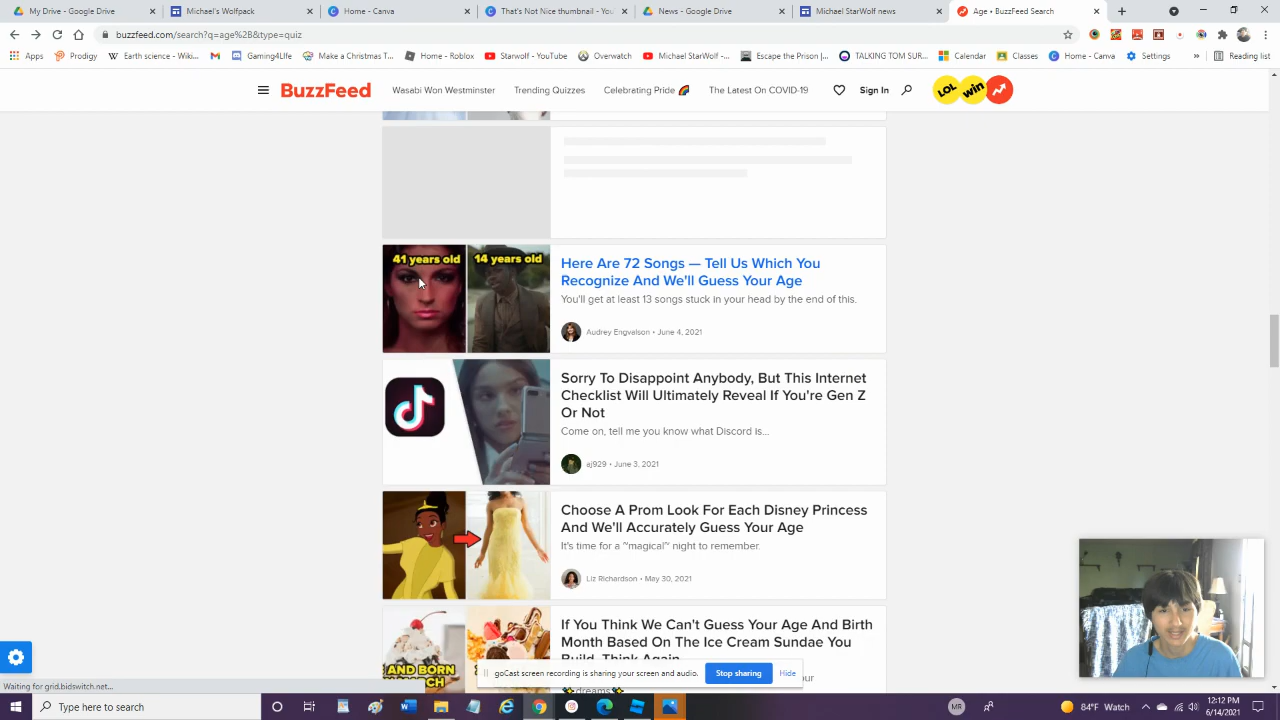 My Drive - Google Drive
Michael's Wolfpack
Home - Canva
That's Not Nice thumbnail - You
News - Google Drive
Michael StarWolf news
Age BuzzFeed Search
buzzfeed.com/search?q=age%2B&type=quiz
Apps
Prodigy
Earth science - Wiki...
Gaming4LIfe
Make a Christmas T...
Home - Roblox
Starwolf - YouTube
Overwatch
Michael StarWolf -...
Escape the Prison |...
TALKING TOM SUR...
Calendar
Classes
Home - Canva
Settings
»
Reading list
BuzzFeed
Wasabi Won Westminster
Trending Quizzes
Celebrating Pride 🌈
The Latest On COVID-19
Sign In
LOL
win
41 years old
14 years old
Here Are 72 Songs — Tell Us Which You
Recognize And We'll Guess Your Age
You'll get at least 13 songs stuck in your head by the end of this.
Audrey Engvalson • June 4, 2021
Sorry To Disappoint Anybody, But This Internet
Checklist Will Ultimately Reveal If You're Gen Z
Or Not
Come on, tell me you know what Discord is...
aj929 • June 3, 2021
Choose A Prom Look For Each Disney Princess
And We'll Accurately Guess Your Age
It's time for a ~magical~ night to remember.
Liz Richardson • May 30, 2021
If You Think We Can't Guess Your Age And Birth
Month Based On The Ice Cream Sundae You
Build, Think Again
AND BORN
CH
our
✨dreams✨
goCast screen recording is sharing your screen and audio.
Stop sharing
Hide
Waiting for grid.bidswitch.net...
Type here to search
MR
84°F Watch
12:12 PM
6/14/2021